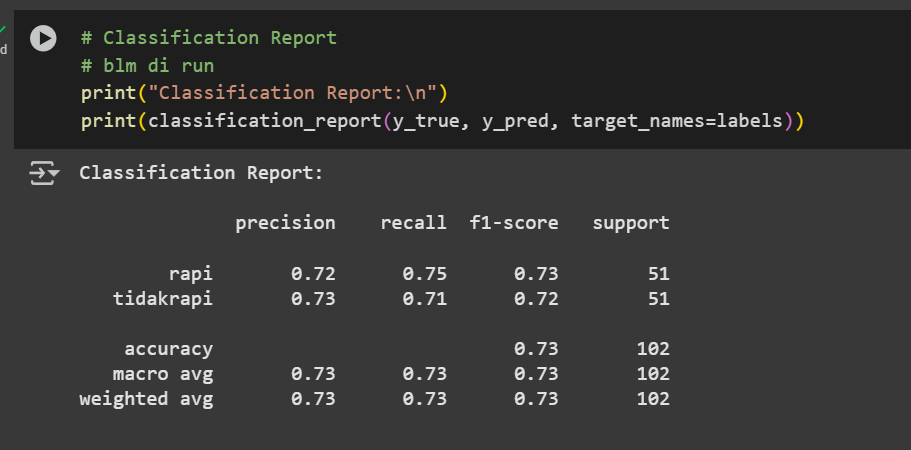 d
# Classification Report
# blm di run
print("Classification Report:\n")
print(classification_report(y_true, y_pred, target_names=labels))
Classification Report:
precision recall f1-score support
rapi 0.72 0.75 0.73 51
tidakrapi 0.73 0.71 0.72 51
accuracy 0.73 102
macro avg 0.73 0.73 0.73 102
weighted avg 0.73 0.73 0.73 102